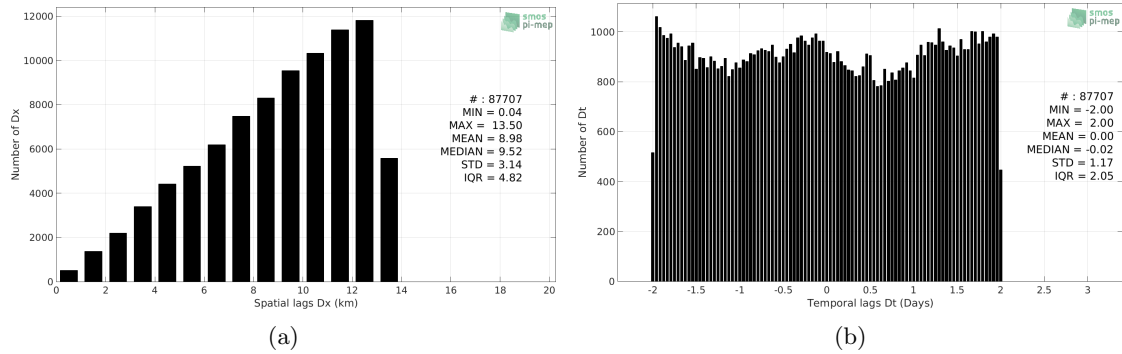 12000
10000
8000
6000
4000
2000
0
Number of Dx
smos
pi-mep
# : 87707
MIN = 0.04
MAX = 13.50
MEAN = 8.98
MEDIAN = 9.52
STD = 3.14
IQR = 4.82
0 2 4 6 8 10 12 14 16 18 20
Spatial lags Dx (km)
(a)
1000
800
600
400
200
0
Number of Dt
smos
pi-mep
# : 87707
MIN = -2.00
MAX = 2.00
MEAN = 0.00
MEDIAN = -0.02
STD = 1.17
IQR = 2.05
-2 -1.5 -1 -0.5 0 0.5 1 1.5 2 2.5 3
Temporal lags Dt (Days)
(b)